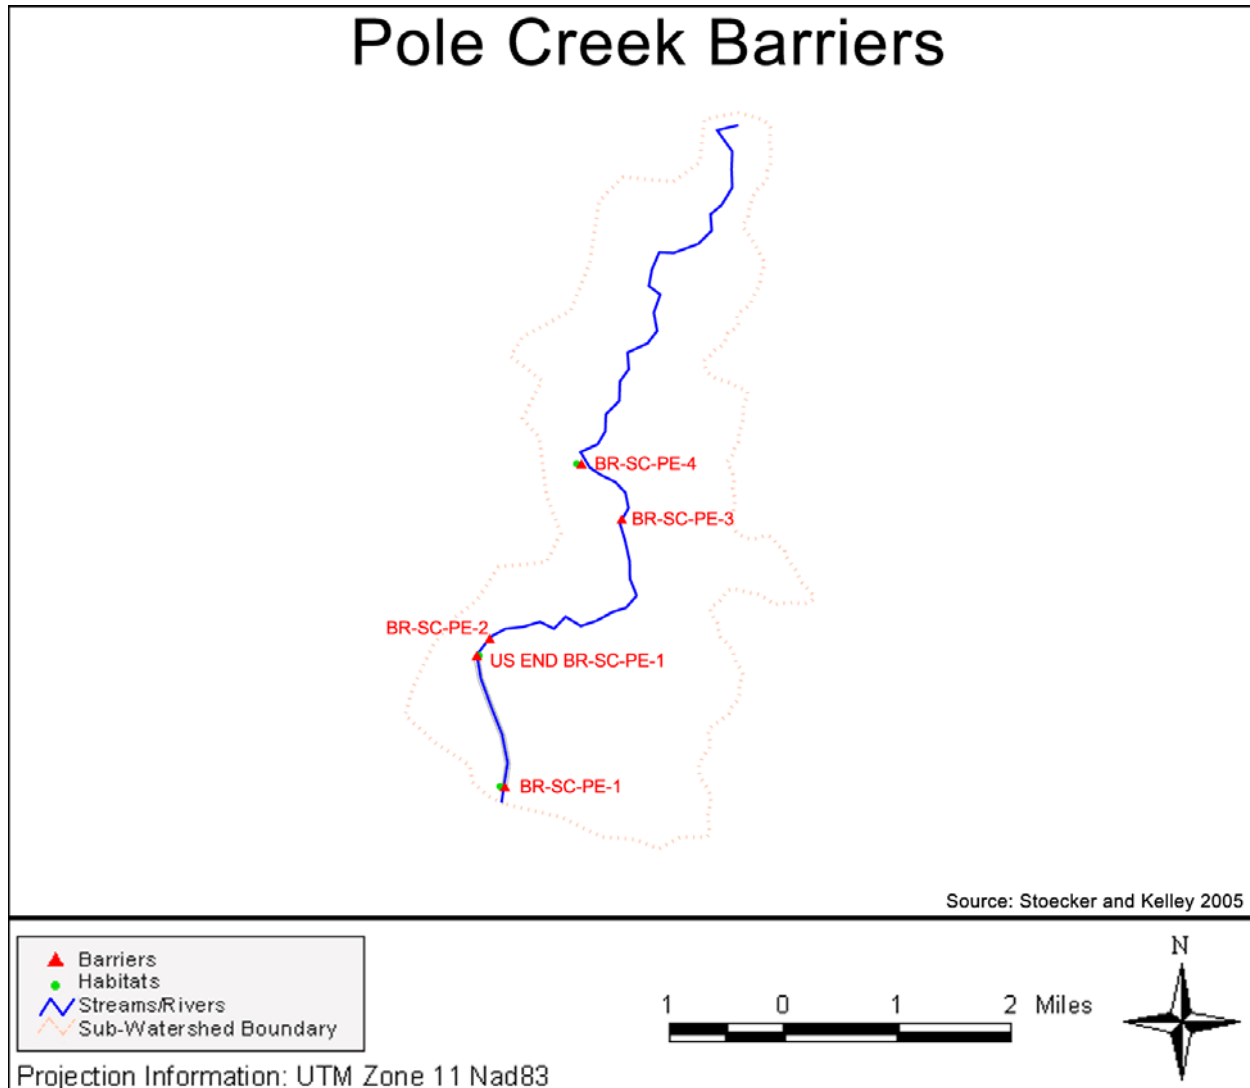 Pole Creek Barriers
BR-SC-PE-4
BR-SC-PE-3
BR-SC-PE-2
US END BR-SC-PE-1
BR-SC-PE-1
Source: Stoecker and Kelley 2005
Barriers
Habitats
Streams/Rivers
Sub-Watershed Boundary
1 0 1 2 Miles
N
Projection Information: UTM Zone 11 Nad83